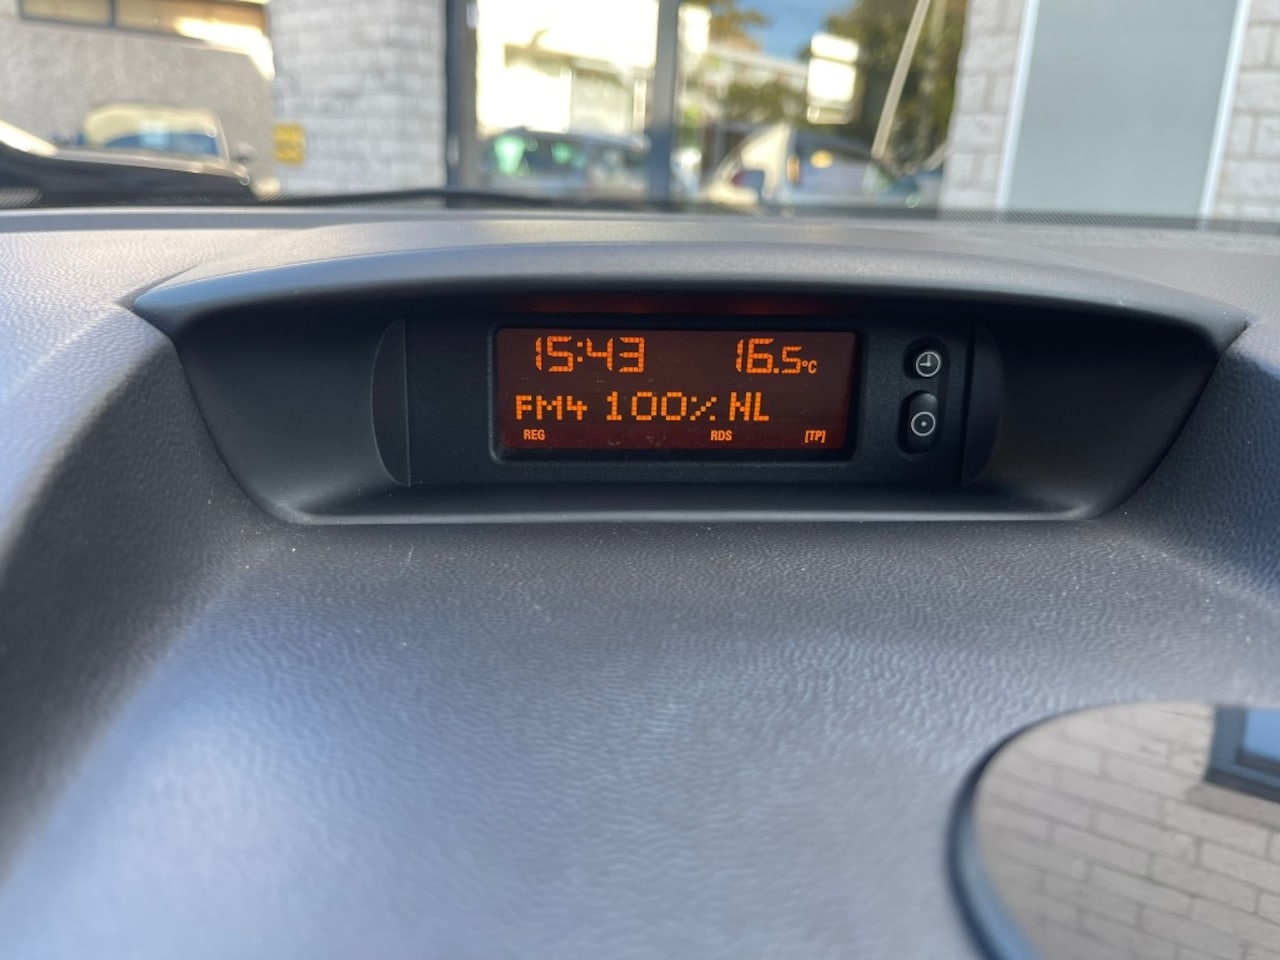 15:43 16.5°C
FM4 100% NL
REG RDS [TP]